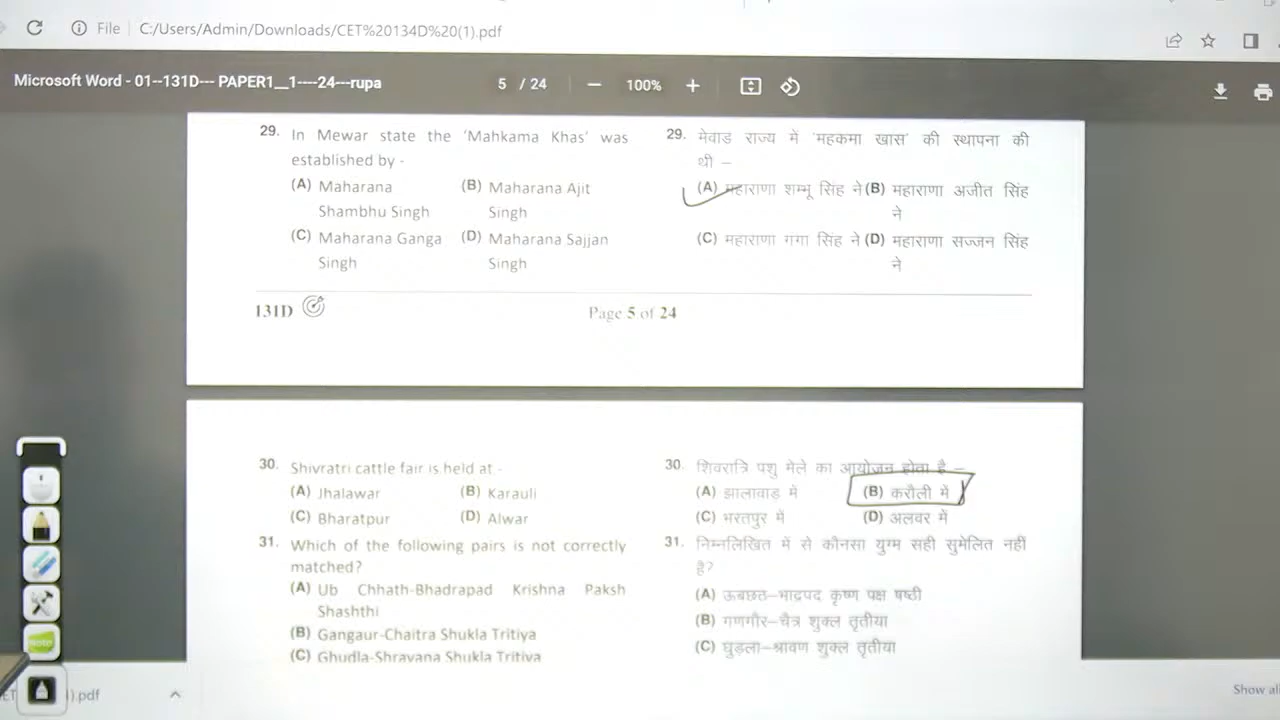 File C:/Users/Admin/Downloads/CET%20134D%20(1).pdf
Microsoft Word - 01--131D--- PAPER1__1----24---rupa
5 / 24
100%
29. In Mewar state the ‘Mahkama Khas’ was
established by -
(A) Maharana
Shambhu Singh
(B) Maharana Ajit
Singh
(C) Maharana Ganga
Singh
(D) Maharana Sajjan
Singh
29. मेवाड़ राज्य में ‘महकमा खास’ की स्थापना की
थी –
(A) महाराणा शम्भू सिंह ने
(B) महाराणा अजीत सिंह
ने
(C) महाराणा गंगा सिंह ने
(D) महाराणा सज्जन सिंह
ने
131D
Page 5 of 24
30. Shivratri cattle fair is held at -
(A) Jhalawar
(B) Karauli
(C) Bharatpur
(D) Alwar
31. Which of the following pairs is not correctly
matched?
(A) Ub Chhath-Bhadrapad Krishna Paksh
Shashthi
(B) Gangaur-Chaitra Shukla Tritiya
(C) Ghudla-Shravana Shukla Tritiya
30. शिवरात्रि पशु मेले का आयोजन होता है –
(A) झालावाड़ में
(B) करौली में
(C) भरतपुर में
(D) अलवर में
31. निम्नलिखित में से कौनसा युग्म सही सुमेलित नहीं
है?
(A) ऊबछठ–भाद्रपद कृष्ण पक्ष षष्ठी
(B) गणगौर–चैत्र शुक्ल तृतीया
(C) घुड़ला–श्रावण शुक्ल तृतीया
1).pdf
Show all